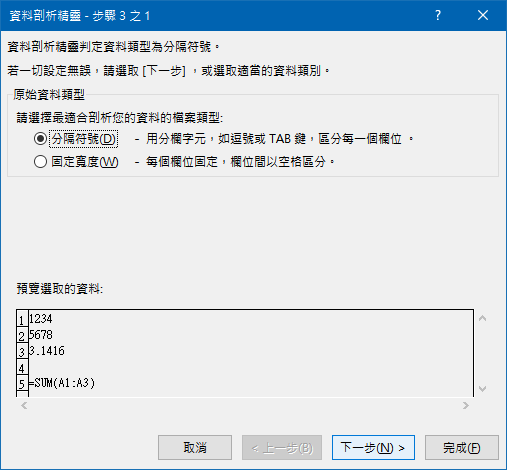 資料剖析精靈 - 步驟 3 之 1
資料剖析精靈判定資料類型為分隔符號。
若一切設定無誤，請選取 [下一步] ，或選取適當的資料類別。
原始資料類型
請選擇最適合剖析您的資料的檔案類型:
分隔符號(D) - 用分欄字元，如逗號或 TAB 鍵，區分每一個欄位 。
固定寬度(W) - 每個欄位固定，欄位間以空格區分。
預覽選取的資料:
1 1234
2 5678
3 3.1416
4
5 =SUM(A1:A3)
取消 < 上一步(B) 下一步(N) > 完成(F)